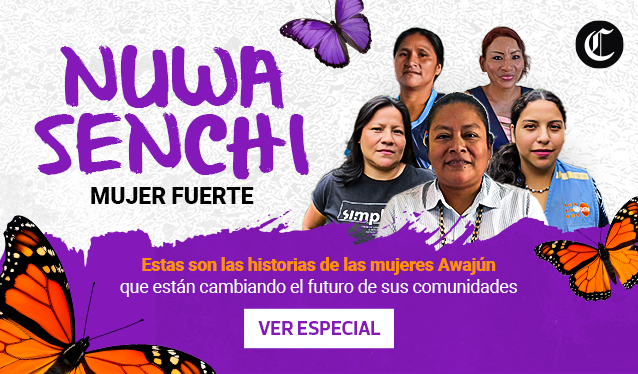 NUWA
SENCHI
MUJER FUERTE
C
simpl
Estas son las historias de las mujeres Awajún
que están cambiando el futuro de sus comunidades
VER ESPECIAL